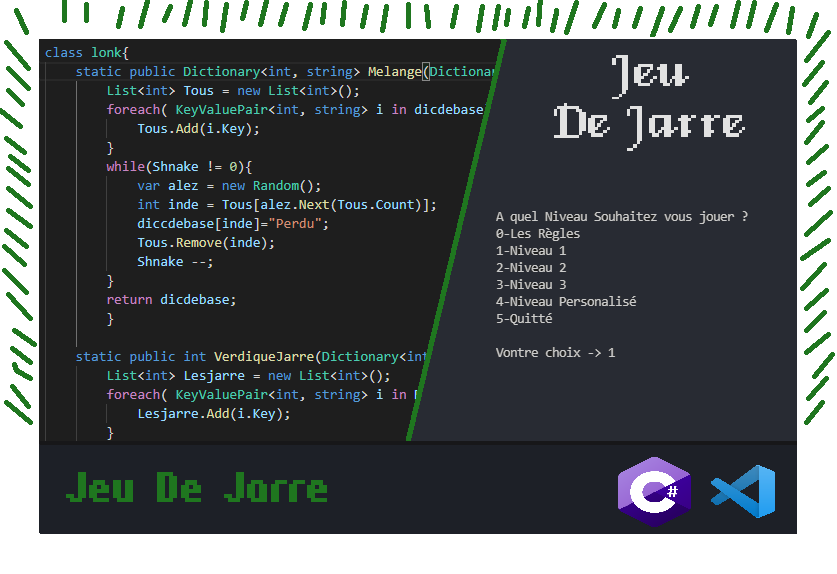 class lonk{
static public Dictionary<int, string> Melange(Dictionar
List<int> Tous = new List<int>();
foreach( KeyValuePair<int, string> i in dicdebase
Tous.Add(i.Key);
}
while(Shnake != 0){
var alez = new Random();
int inde = Tous[alez.Next(Tous.Count)];
diccdebase[inde]="Perdu";
Tous.Remove(inde);
Shnake --;
}
return dicdebase;
}
static public int VerdiqueJarre(Dictionary<int
List<int> Lesjarre = new List<int>();
foreach( KeyValuePair<int, string> i in
Lesjarre.Add(i.Key);
}
Jeu
De Jarre
A quel Niveau Souhaitez vous jouer ?
0-Les Règles
1-Niveau 1
2-Niveau 2
3-Niveau 3
4-Niveau Personalisé
5-Quitté
Vontre choix -> 1
Jeu De Jarre
C#